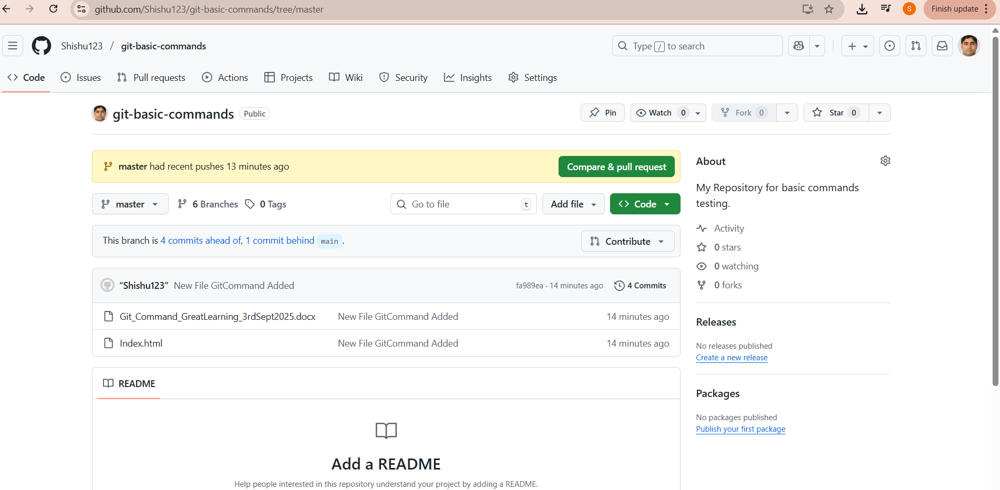 github.com/Shishu123/git-basic-commands/tree/master
S
Finish update
Shishu123 / git-basic-commands
Type / to search
Code
Issues
Pull requests
Actions
Projects
Wiki
Security
Insights
Settings
git-basic-commands Public
Pin
Watch 0
Fork 0
Star 0
master had recent pushes 13 minutes ago
Compare & pull request
master
6 Branches
0 Tags
Go to file t
Add file
Code
This branch is 4 commits ahead of, 1 commit behind main .
Contribute
“Shishu123” New File GitCommand Added fa989ea · 14 minutes ago 4 Commits
Git_Command_GreatLearning_3rdSept2025.docx New File GitCommand Added 14 minutes ago
Index.html New File GitCommand Added 14 minutes ago
README
Add a README
Help people interested in this repository understand your project by adding a README.
About
My Repository for basic commands
testing.
Activity
0 stars
0 watching
0 forks
Releases
No releases published
Create a new release
Packages
No packages published
Publish your first package